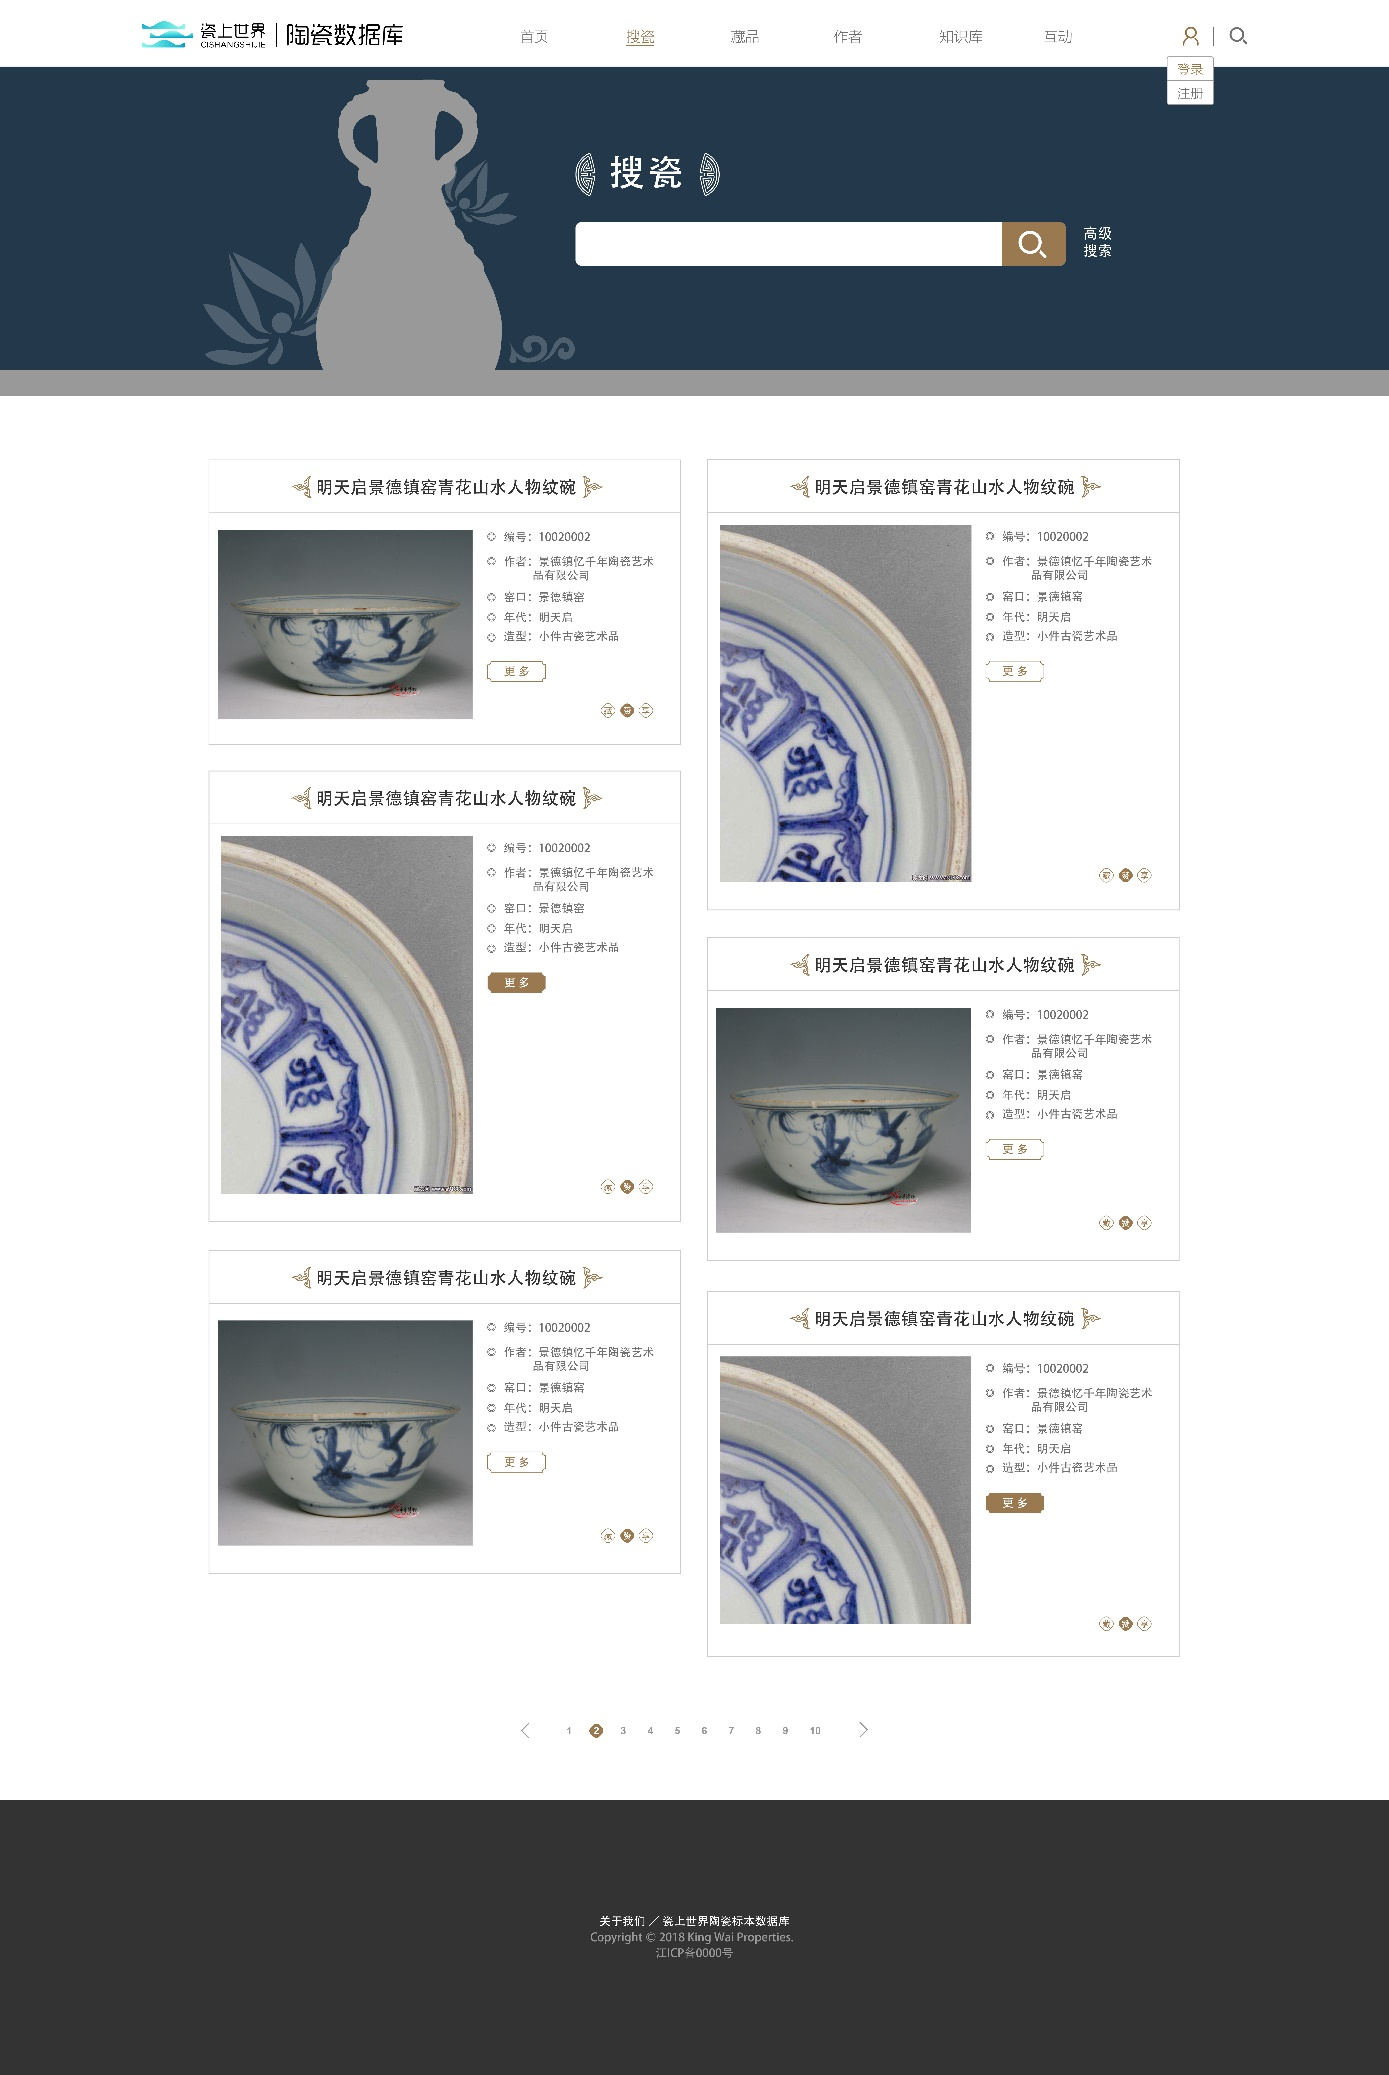 瓷上世界
CISHANGSHIJIE
陶瓷数据库
首页
搜瓷
藏品
作者
知识库
互动
登录
注册
搜瓷
高级
搜索
明天启景德镇窑青花山水人物纹碗
编号：10020002
作者：景德镇忆千年陶瓷艺术
品有限公司
窑口：景德镇窑
年代：明天启
造型：小件古瓷艺术品
更多
明天启景德镇窑青花山水人物纹碗
编号：10020002
作者：景德镇忆千年陶瓷艺术
品有限公司
窑口：景德镇窑
年代：明天启
造型：小件古瓷艺术品
更多
明天启景德镇窑青花山水人物纹碗
编号：10020002
作者：景德镇忆千年陶瓷艺术
品有限公司
窑口：景德镇窑
年代：明天启
造型：小件古瓷艺术品
更多
明天启景德镇窑青花山水人物纹碗
编号：10020002
作者：景德镇忆千年陶瓷艺术
品有限公司
窑口：景德镇窑
年代：明天启
造型：小件古瓷艺术品
更多
明天启景德镇窑青花山水人物纹碗
编号：10020002
作者：景德镇忆千年陶瓷艺术
品有限公司
窑口：景德镇窑
年代：明天启
造型：小件古瓷艺术品
更多
明天启景德镇窑青花山水人物纹碗
编号：10020002
作者：景德镇忆千年陶瓷艺术
品有限公司
窑口：景德镇窑
年代：明天启
造型：小件古瓷艺术品
更多
1 2 3 4 5 6 7 8 9 10
关于我们 ／ 瓷上世界陶瓷标本数据库
Copyright © 2018 King Wai Properties.
江ICP备0000号